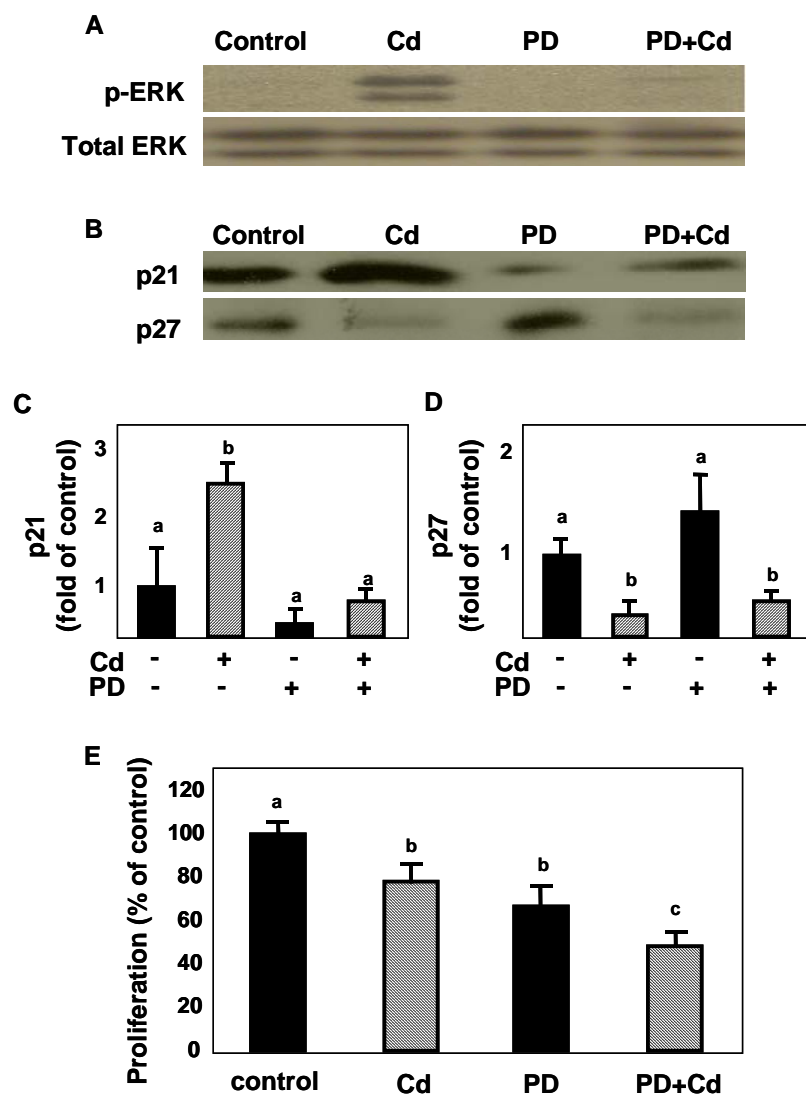 A
Control Cd PD PD+Cd
p-ERK
Total ERK
B
Control Cd PD PD+Cd
p21
p27
C
p21
(fold of control)
3
2
1
a
b
a
a
Cd - + - +
PD - - + +
D
p27
(fold of control)
2
1
a
b
a
b
Cd - + - +
PD - - + +
E
Proliferation (% of control)
120
100
80
60
40
20
0
a
b
b
c
control Cd PD PD+Cd